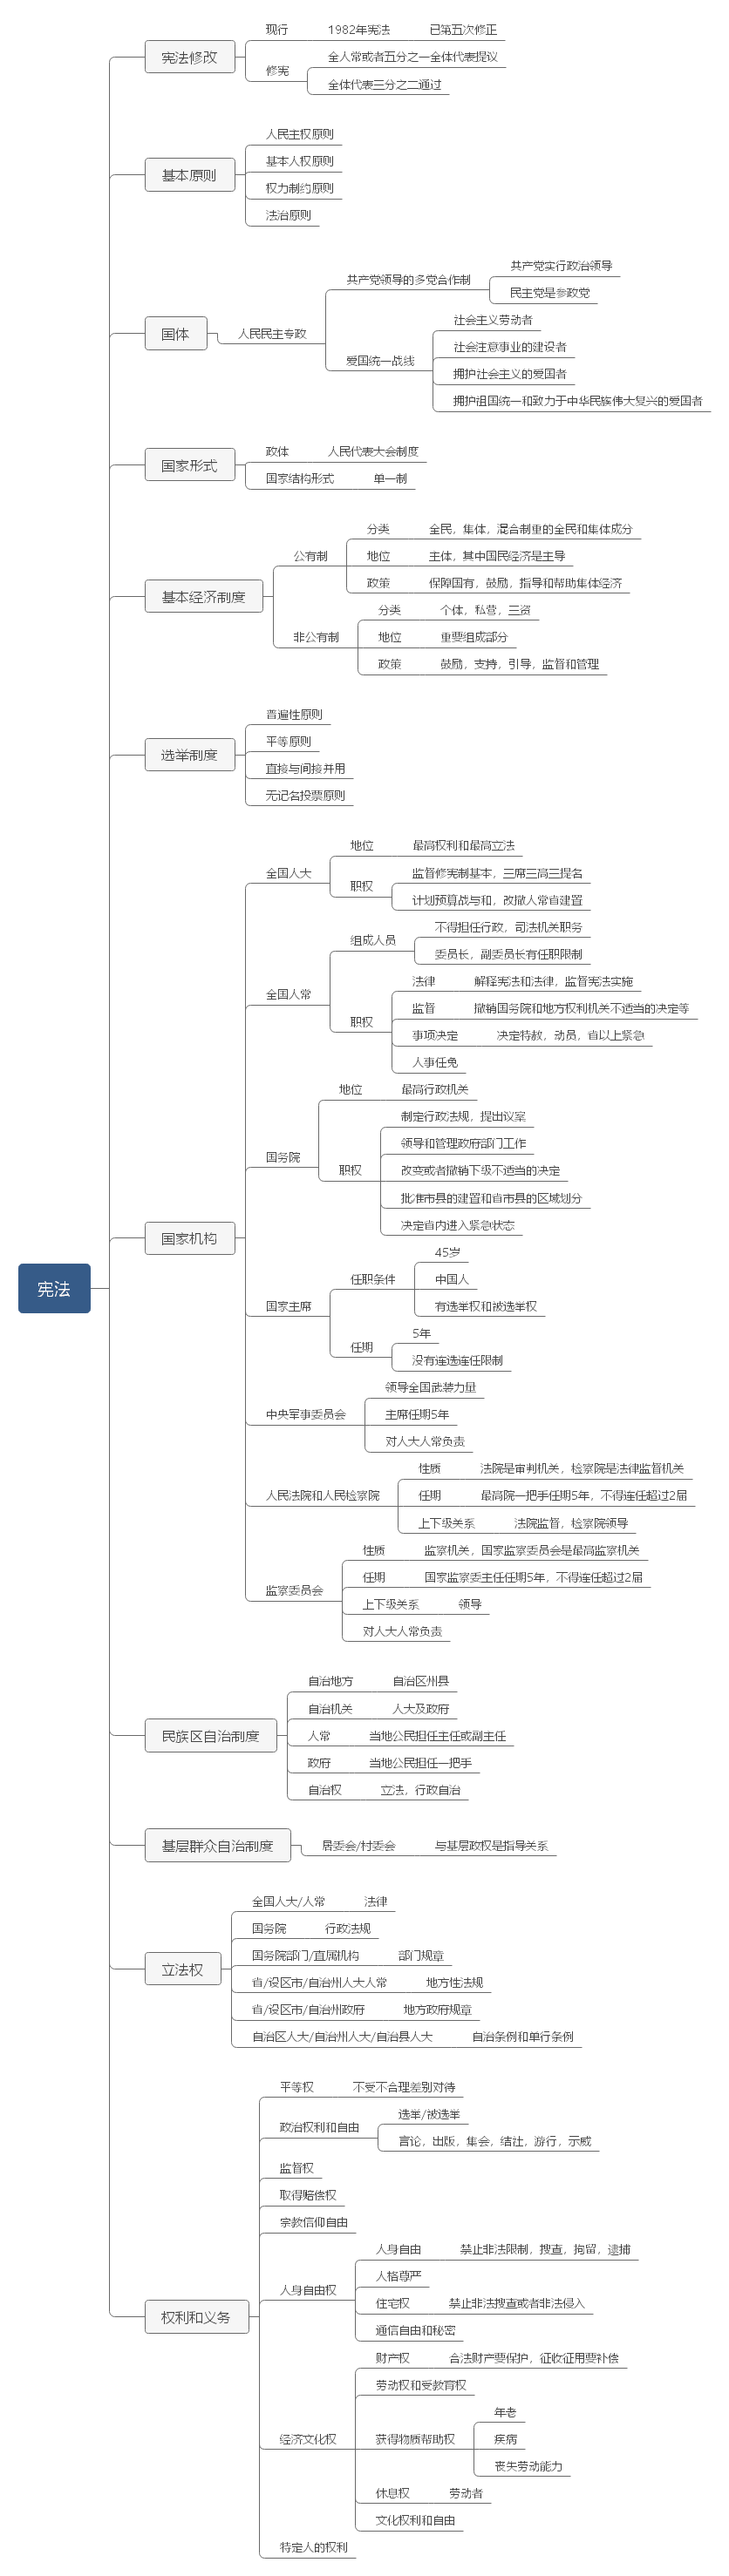 宪法
宪法修改
现行
1982年宪法
已第五次修正
修宪
全人常或者五分之一全体代表提议
全体代表三分之二通过
基本原则
人民主权原则
基本人权原则
权力制约原则
法治原则
国体
人民民主专政
共产党领导的多党合作制
共产党实行政治领导
民主党是参政党
爱国统一战线
社会主义劳动者
社会注意事业的建设者
拥护社会主义的爱国者
拥护祖国统一和致力于中华民族伟大复兴的爱国者
国家形式
政体
人民代表大会制度
国家结构形式
单一制
基本经济制度
公有制
分类
全民，集体，混合制重的全民和集体成分
地位
主体，其中国民经济是主导
政策
保障国有，鼓励，指导和帮助集体经济
非公有制
分类
个体，私营，三资
地位
重要组成部分
政策
鼓励，支持，引导，监督和管理
选举制度
普遍性原则
平等原则
直接与间接并用
无记名投票原则
国家机构
全国人大
地位
最高权利和最高立法
职权
监督修宪制基本，三席三高三提名
计划预算战与和，改撤人常省建置
全国人常
组成人员
不得担任行政，司法机关职务
委员长，副委员长有任职限制
职权
法律
解释宪法和法律，监督宪法实施
监督
撤销国务院和地方权利机关不适当的决定等
事项决定
决定特赦，动员，省以上紧急
人事任免
国务院
地位
最高行政机关
职权
制定行政法规，提出议案
领导和管理政府部门工作
改变或者撤销下级不适当的决定
批准市县的建置和省市县的区域划分
决定省内进入紧急状态
国家主席
任职条件
45岁
中国人
有选举权和被选举权
任期
5年
没有连选连任限制
中央军事委员会
领导全国武装力量
主席任期5年
对人大人常负责
人民法院和人民检察院
性质
法院是审判机关，检察院是法律监督机关
任期
最高院一把手任期5年，不得连任超过2届
上下级关系
法院监督，检察院领导
监察委员会
性质
监察机关，国家监察委员会是最高监察机关
任期
国家监察委主任任期5年，不得连任超过2届
上下级关系
领导
对人大人常负责
民族区自治制度
自治地方
自治区州县
自治机关
人大及政府
人常
当地公民担任主任或副主任
政府
当地公民担任一把手
自治权
立法，行政自治
基层群众自治制度
居委会/村委会
与基层政权是指导关系
立法权
全国人大/人常
法律
国务院
行政法规
国务院部门/直属机构
部门规章
省/设区市/自治州人大人常
地方性法规
省/设区市/自治州政府
地方政府规章
自治区人大/自治州人大/自治县人大
自治条例和单行条例
权利和义务
平等权
不受不合理差别对待
政治权利和自由
选举/被选举
言论，出版，集会，结社，游行，示威
监督权
取得赔偿权
宗教信仰自由
人身自由权
人身自由
禁止非法限制，搜查，拘留，逮捕
人格尊严
住宅权
禁止非法搜查或者非法侵入
通信自由和秘密
经济文化权
财产权
合法财产要保护，征收征用要补偿
劳动权和受教育权
获得物质帮助权
年老
疾病
丧失劳动能力
休息权
劳动者
文化权利和自由
特定人的权利